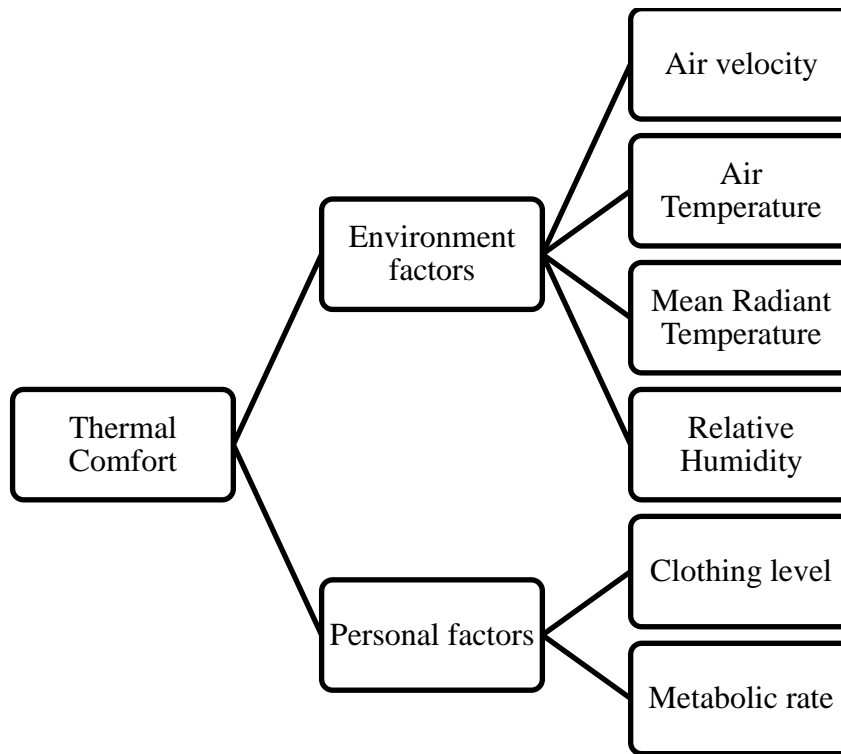 Air velocity
Air
Temperature
Environment
factors
Mean Radiant
Temperature
Thermal
Comfort
Relative
Humidity
Clothing level
Personal factors
Metabolic rate